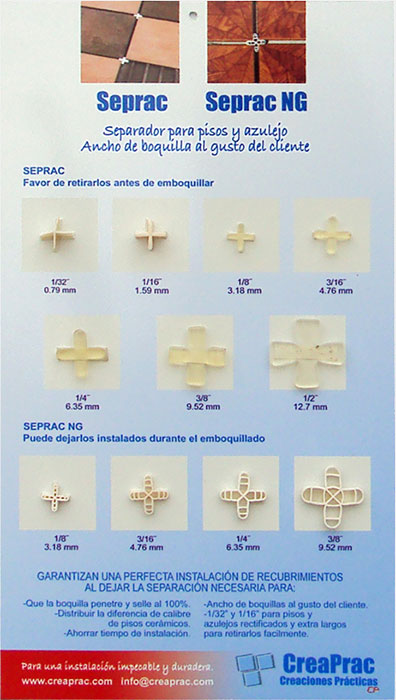 Seprac
Seprac NG
Separador para pisos y azulejo
Ancho de boquilla al gusto del cliente
SEPRAC
Favor de retirarlos antes de emboquillar
1/32"
0.79 mm
1/16"
1.59 mm
1/8"
3.18 mm
3/16"
4.76 mm
1/4"
6.35 mm
3/8"
9.52 mm
1/2"
12.7 mm
SEPRAC NG
Puede dejarlos instalados durante el emboquillado
1/8"
3.18 mm
3/16"
4.76 mm
1/4"
6.35 mm
3/8"
9.52 mm
GARANTIZAN UNA PERFECTA INSTALACIÓN DE RECUBRIMIENTOS
AL DEJAR LA SEPARACIÓN NECESARIA PARA:
-Que la boquilla penetre y selle al 100%.
-Distribuir la diferencia de calibre
de pisos cerámicos.
-Ahorrar tiempo de instalación.
-Ancho de boquillas al gusto del cliente.
-1/32" y 1/16" para pisos y
azulejos rectificados y extra largos
para retirarlos facilmente.
Para una instalación impecable y duradera.
www.creaprac.com info@creaprac.com
CreaPrac
Creaciones Prácticas
CP